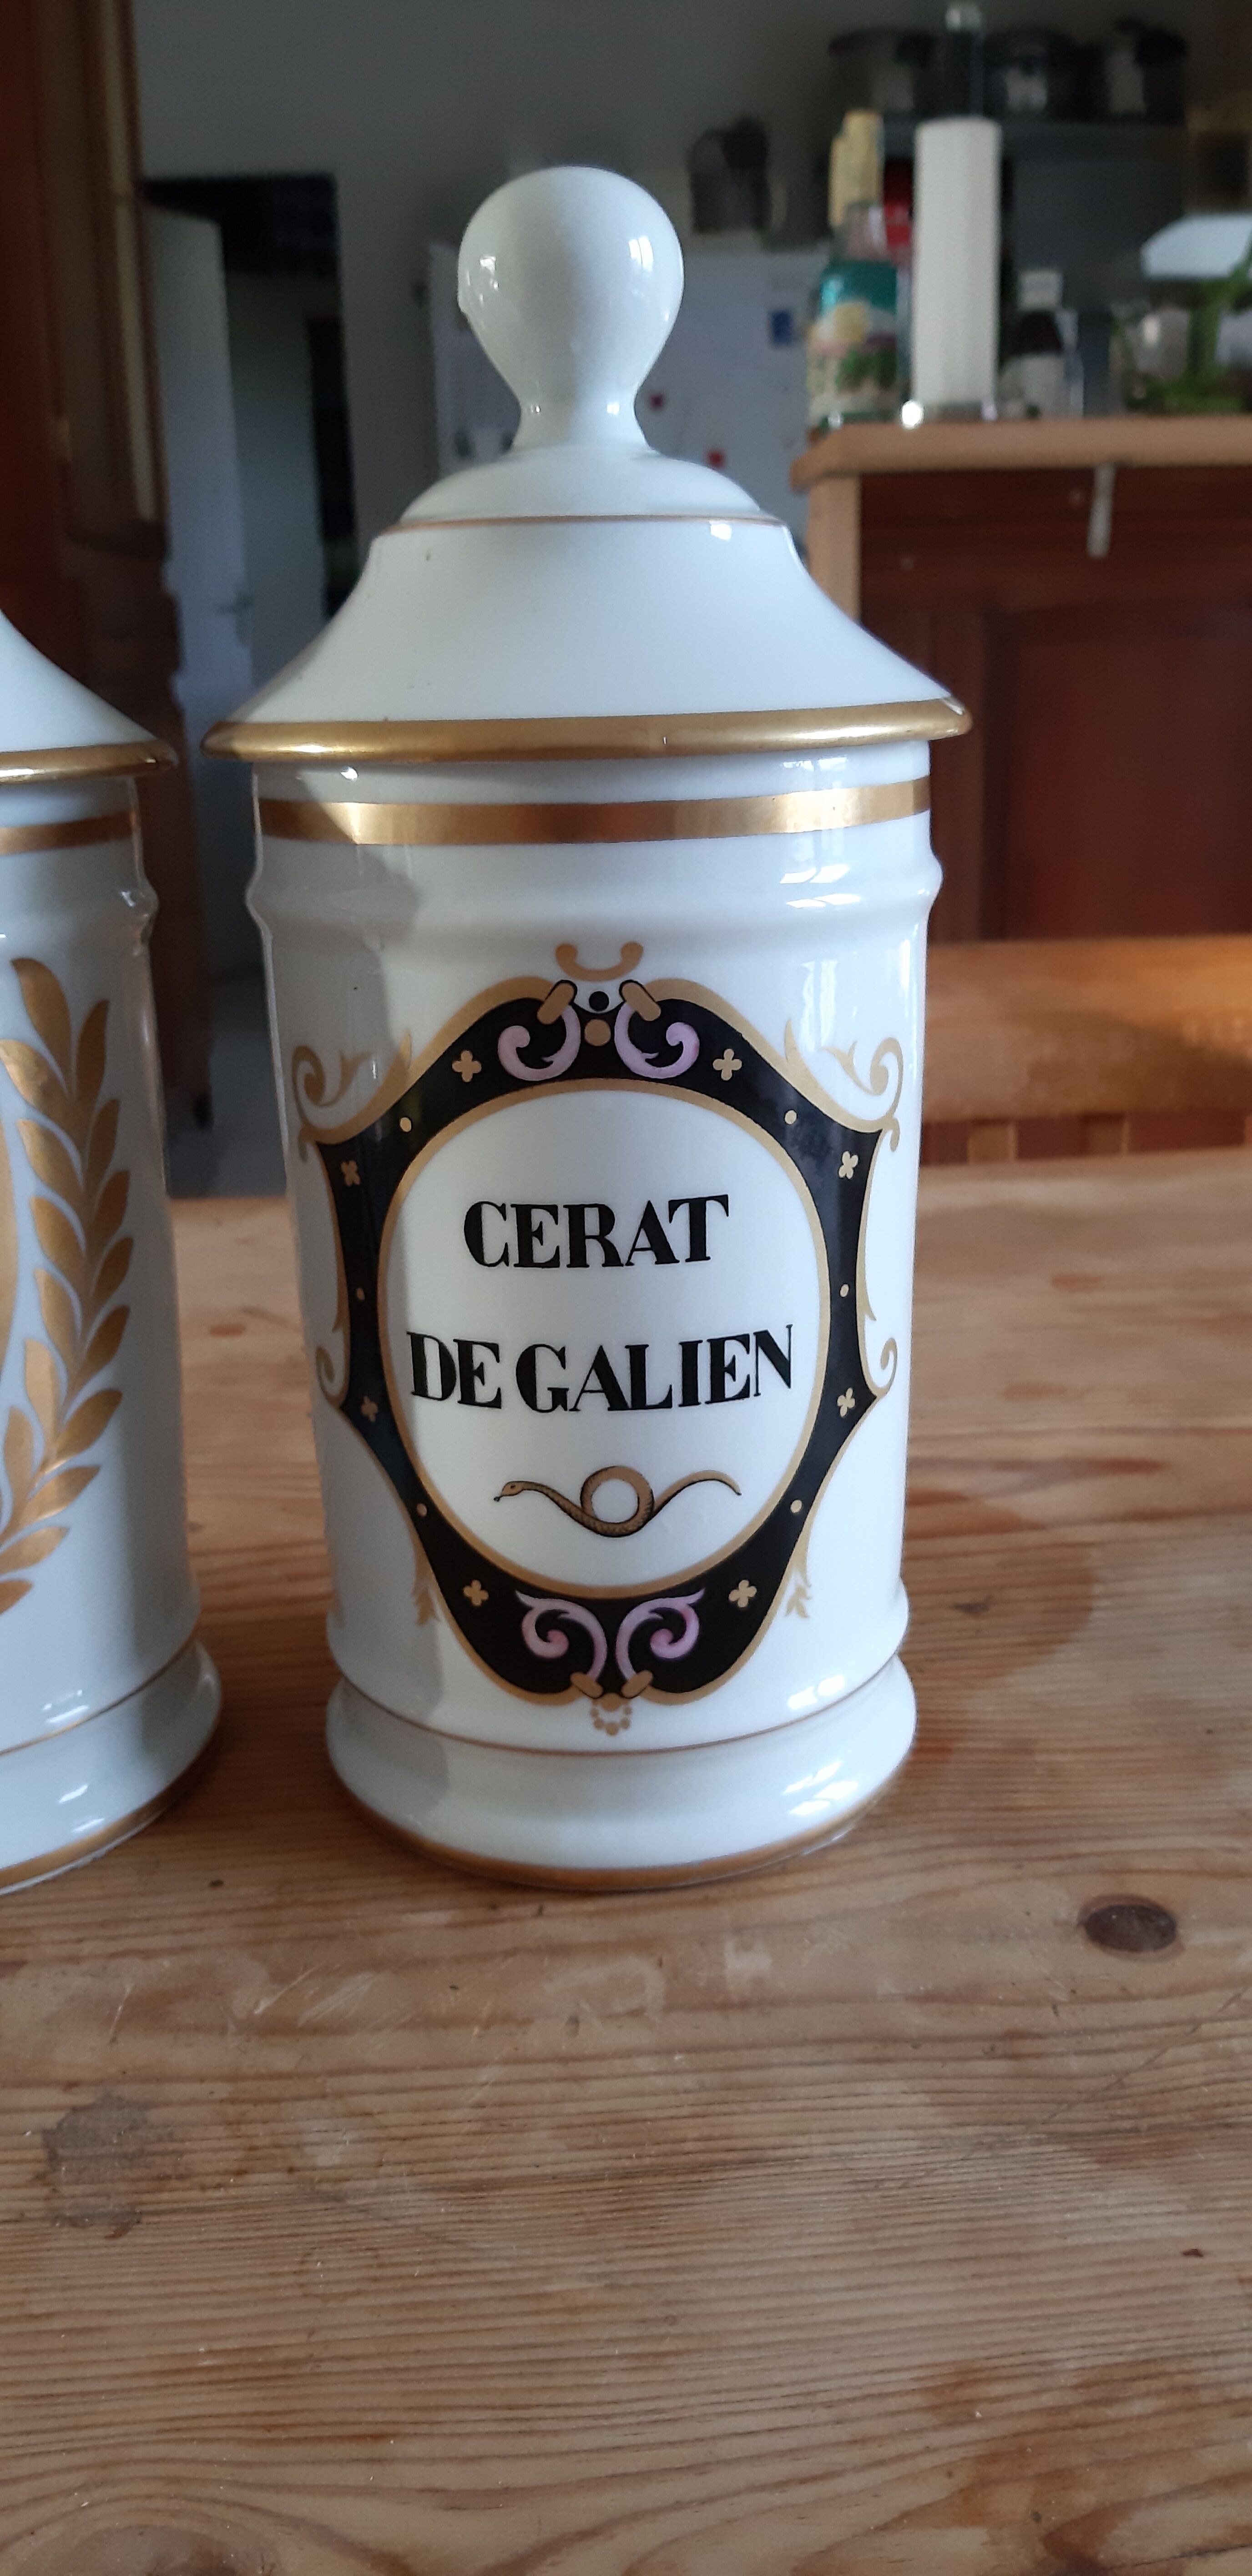 CERAT
DE GALIEN